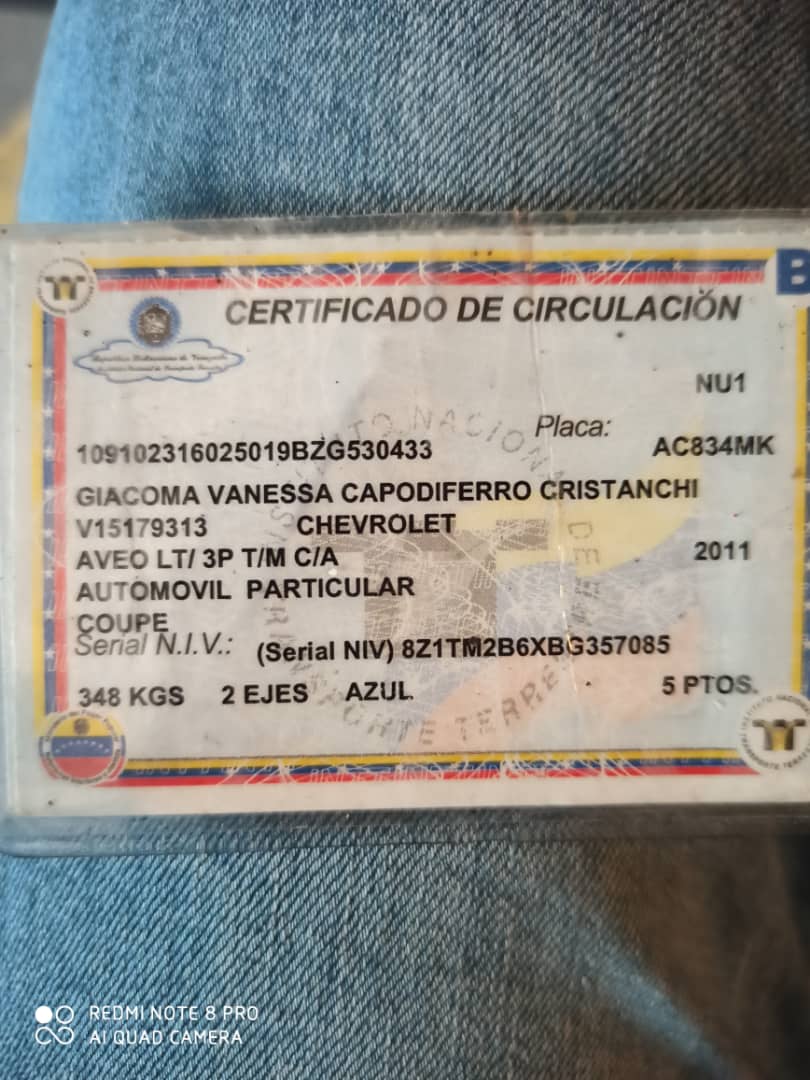 B
CERTIFICADO DE CIRCULACIÓN
República Bolivariana de Venezuela
Instituto Nacional de Transporte Terrestre
NU1
Placa:
109102316025019BZG530433 AC834MK
GIACOMA VANESSA CAPODIFERRO CRISTANCHI
V15179313 CHEVROLET
AVEO LT/ 3P T/M C/A 2011
AUTOMOVIL PARTICULAR
COUPE
Serial N.I.V.: (Serial NIV) 8Z1TM2B6XBG357085
348 KGS 2 EJES AZUL 5 PTOS.
REDMI NOTE 8 PRO
AI QUAD CAMERA